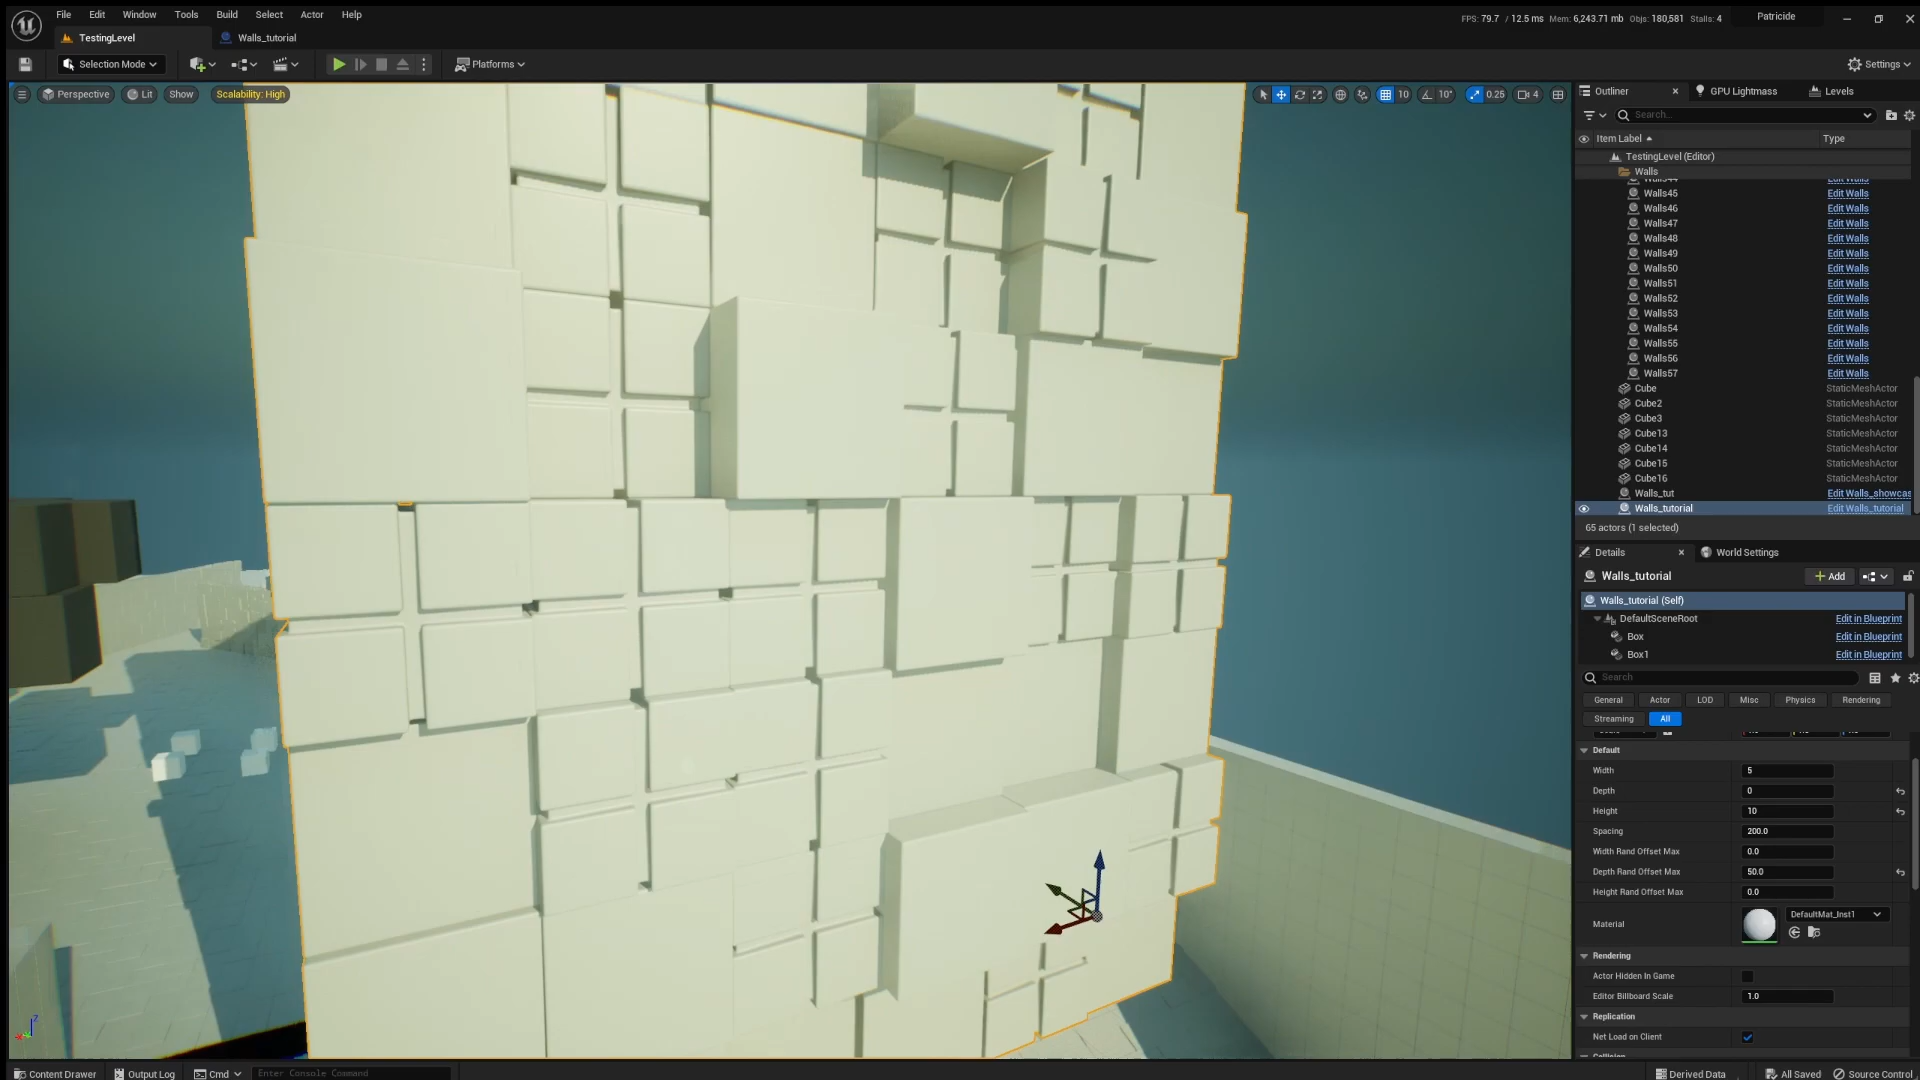 File Edit Window Tools Build Select Actor Help
FPS: 79.7 / 12.5 ms Mem: 6,243.71 mb Objs: 180,581 Stalls: 4
Patricide
TestingLevel
Walls_tutorial
Selection Mode
Platforms
Settings
Perspective
Lit
Show
Scalability: High
10
10°
0.25
4
Outliner
GPU Lightmass
Levels
Search...
Item Label
Type
TestingLevel (Editor)
Walls
Walls44 Edit Walls
Walls45 Edit Walls
Walls46 Edit Walls
Walls47 Edit Walls
Walls48 Edit Walls
Walls49 Edit Walls
Walls50 Edit Walls
Walls51 Edit Walls
Walls52 Edit Walls
Walls53 Edit Walls
Walls54 Edit Walls
Walls55 Edit Walls
Walls56 Edit Walls
Walls57 Edit Walls
Cube StaticMeshActor
Cube2 StaticMeshActor
Cube3 StaticMeshActor
Cube13 StaticMeshActor
Cube14 StaticMeshActor
Cube15 StaticMeshActor
Cube16 StaticMeshActor
Walls_tut Edit Walls_showcas
Walls_tutorial Edit Walls_tutorial
65 actors (1 selected)
Details
World Settings
Walls_tutorial
Add
Walls_tutorial (Self)
DefaultSceneRoot Edit in Blueprint
Box Edit in Blueprint
Box1 Edit in Blueprint
Search
General Actor LOD Misc Physics Rendering
Streaming All
Default
Width 5
Depth 0
Height 10
Spacing 200.0
Width Rand Offset Max 0.0
Depth Rand Offset Max 50.0
Height Rand Offset Max 0.0
Material DefaultMat_Inst1
Rendering
Actor Hidden In Game
Editor Billboard Scale 1.0
Replication
Net Load on Client
Collision
Z
Content Drawer
Output Log
Cmd
Enter Console Command
Derived Data
All Saved
Source Control